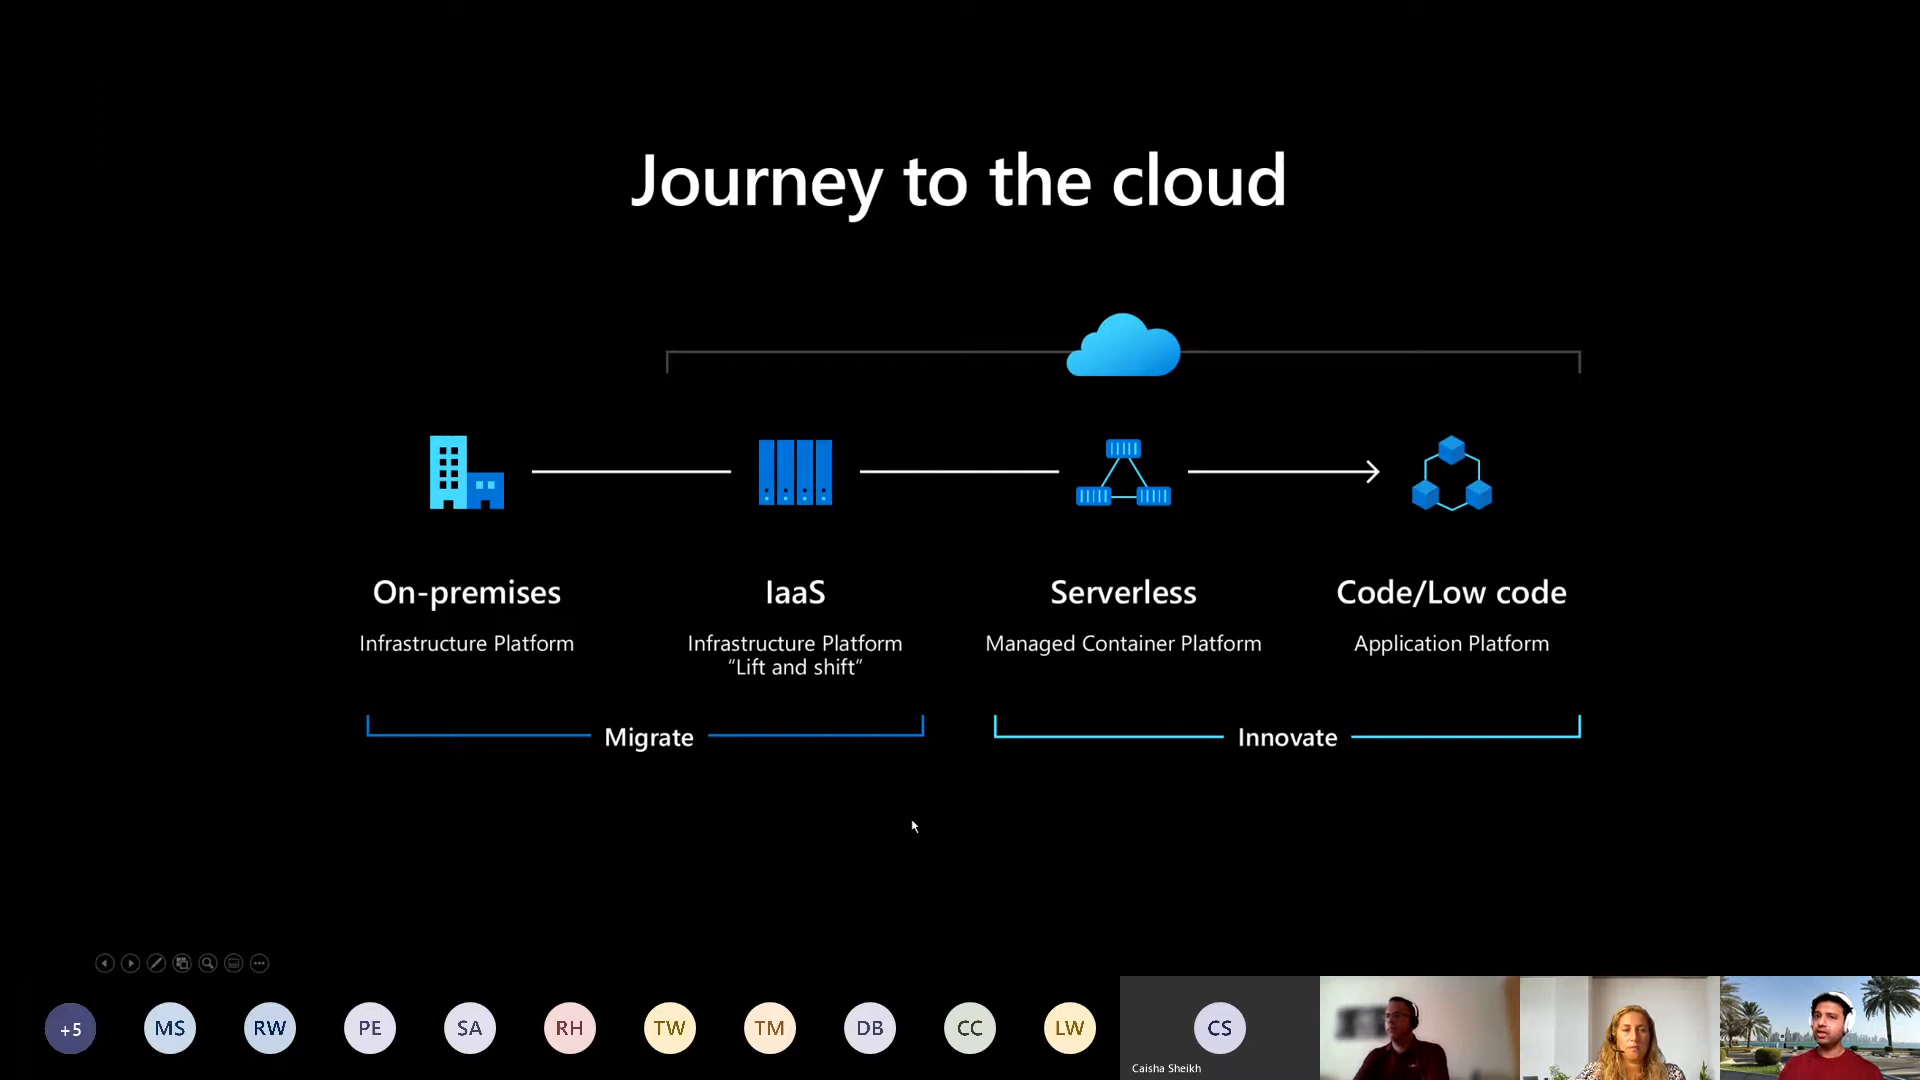 Journey to the cloud
On-premises
Infrastructure Platform
IaaS
Infrastructure Platform
“Lift and shift”
Serverless
Managed Container Platform
Code/Low code
Application Platform
Migrate
Innovate
+5
MS
RW
PE
SA
RH
TW
TM
DB
CC
LW
CS
Caisha Sheikh